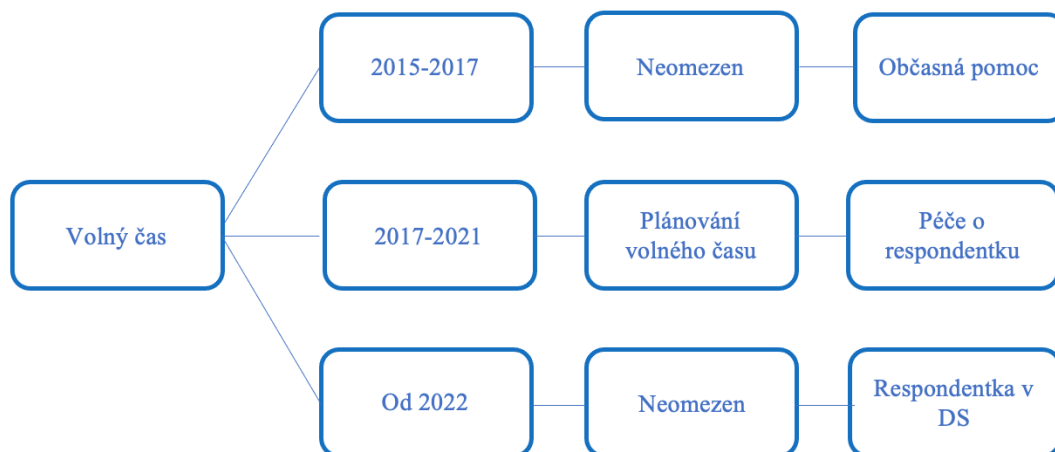 2015-2017
Neomezen
Občasná pomoc
Volný čas
2017-2021
Plánování
volného času
Péče o
respondentku
Od 2022
Neomezen
Respondentka v
DS